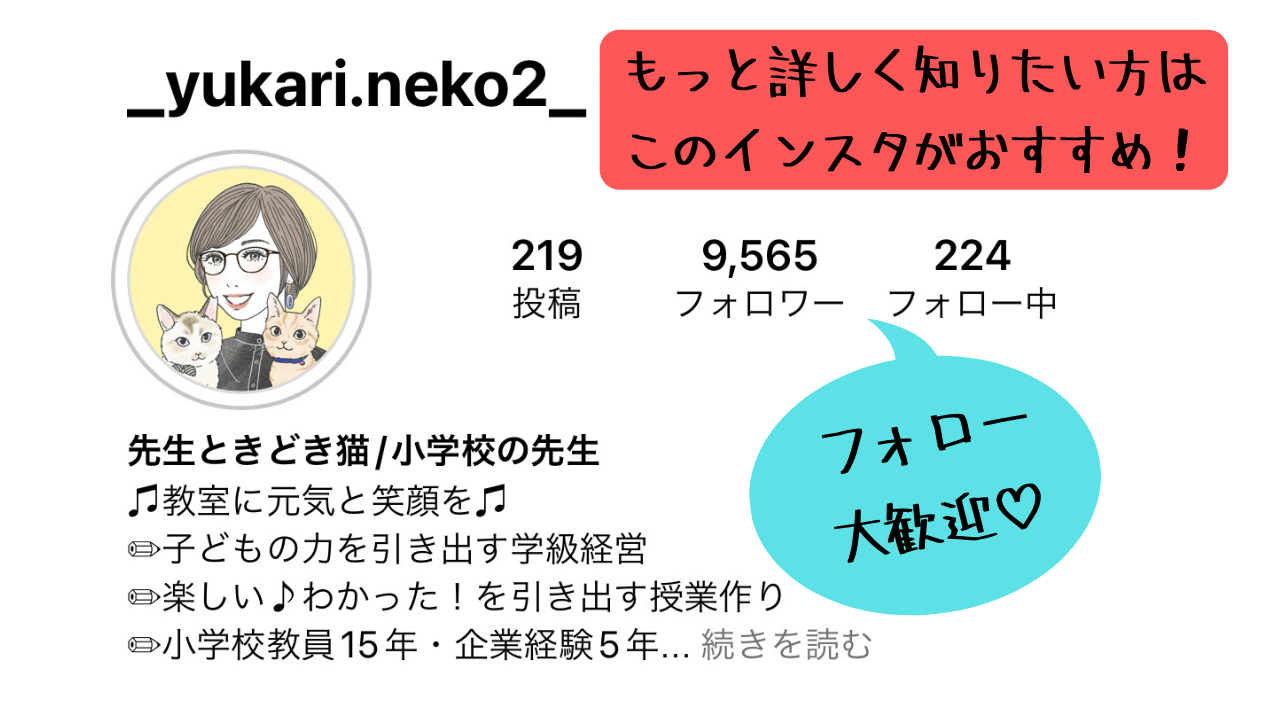 _yukari.neko2_
もっと詳しく知りたい方は
このインスタがおすすめ！
219
投稿
9,565
フォロワー
224
フォロー中
フォロー
大歓迎♡
先生ときどき猫/小学校の先生
♫教室に元気と笑顔を♫
✏子どもの力を引き出す学級経営
✏楽しい♪わかった！を引き出す授業作り
✏小学校教員15年・企業経験5年... 続きを読む